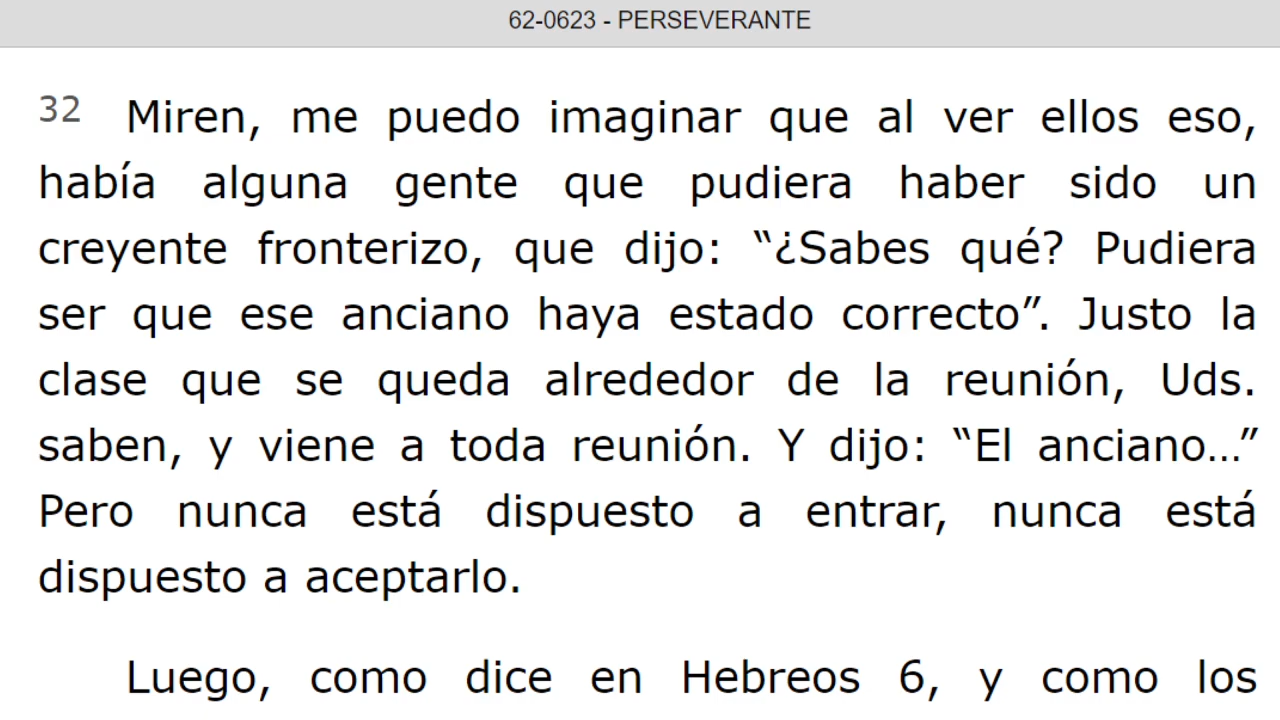 62-0623 - PERSEVERANTE
32 Miren, me puedo imaginar que al ver ellos eso,
había alguna gente que pudiera haber sido un
creyente fronterizo, que dijo: “¿Sabes qué? Pudiera
ser que ese anciano haya estado correcto”. Justo la
clase que se queda alrededor de la reunión, Uds.
saben, y viene a toda reunión. Y dijo: “El anciano…”
Pero nunca está dispuesto a entrar, nunca está
dispuesto a aceptarlo.
Luego, como dice en Hebreos 6, y como los